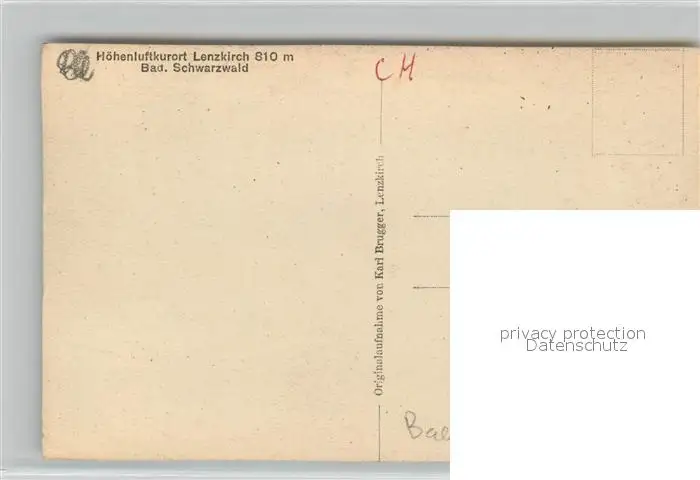 Höhenluftkurort Lenzkirch 810 m
Bad. Schwarzwald
CH
Originalaufnahme von Karl Brugger, Lenzkirch
privacy protection
Datenschutz